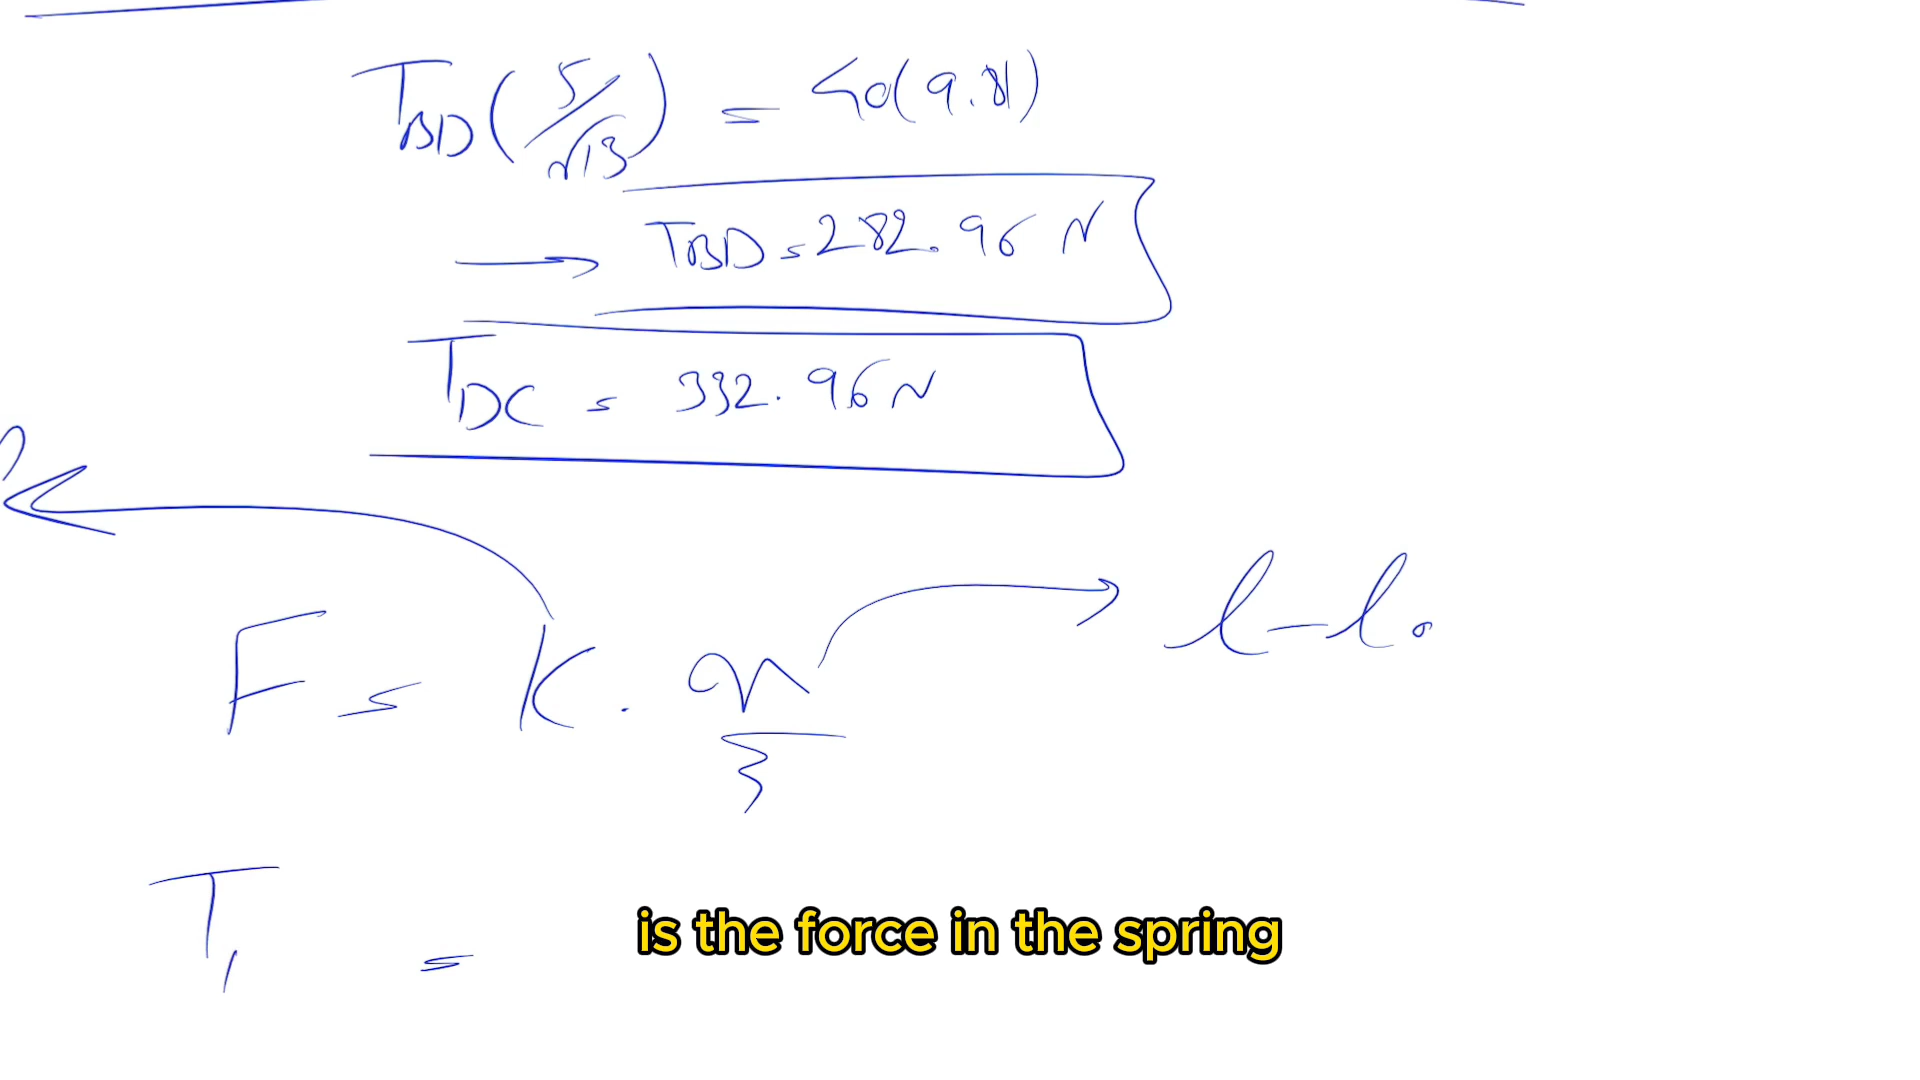 T_BD (5/√13) = 40(9.81)
→ T_BD = 282.96 N
T_DC = 332.96 N
l - l₀
F = K . x
T₁ =
is the force in the spring